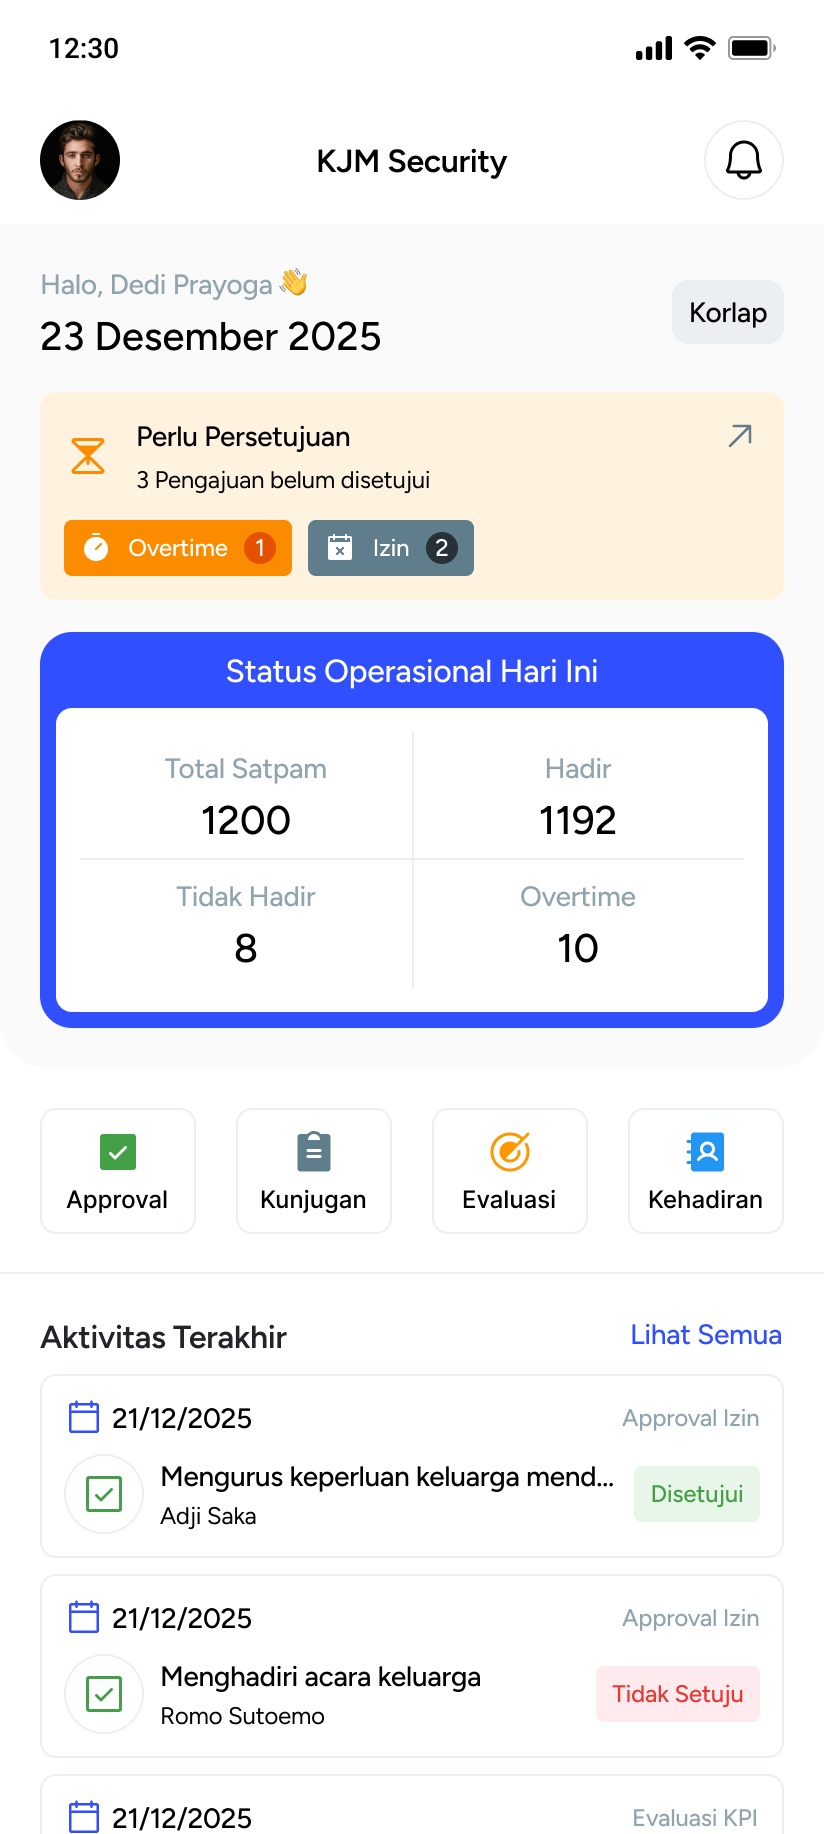 12:30
KJM Security
Halo, Dedi Prayoga 👋
23 Desember 2025
Korlap
Perlu Persetujuan
3 Pengajuan belum disetujui
Overtime 1
Izin 2
Status Operasional Hari Ini
Total Satpam
1200
Hadir
1192
Tidak Hadir
8
Overtime
10
Approval
Kunjugan
Evaluasi
Kehadiran
Aktivitas Terakhir
Lihat Semua
21/12/2025
Approval Izin
Mengurus keperluan keluarga mend...
Adji Saka
Disetujui
21/12/2025
Approval Izin
Menghadiri acara keluarga
Romo Sutoemo
Tidak Setuju
21/12/2025
Evaluasi KPI